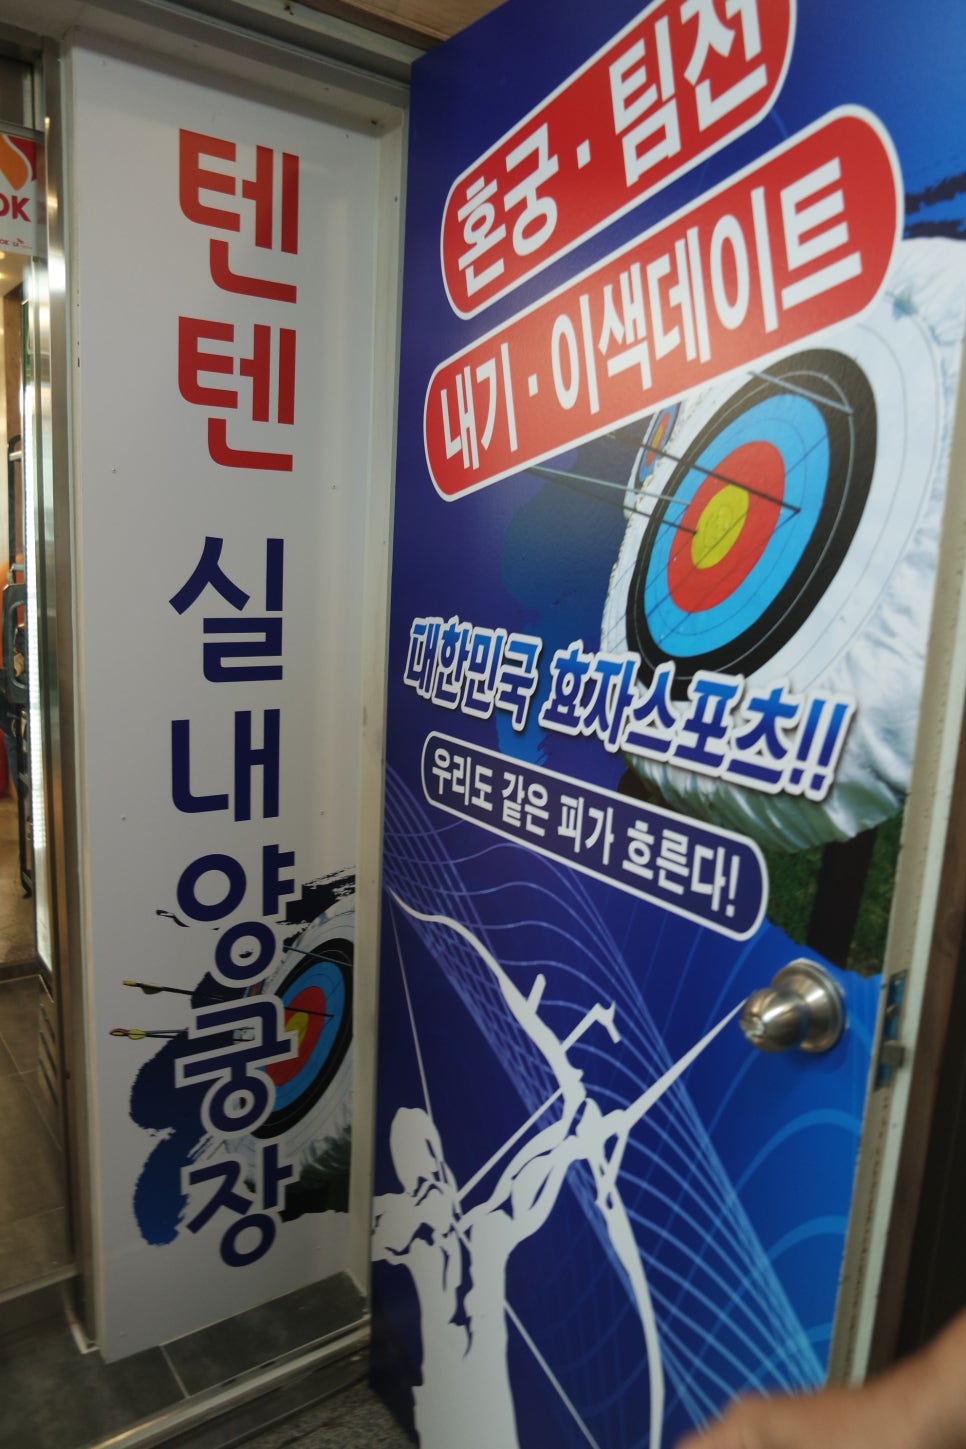 텐텐 실내양궁장
OK
혼궁·팀전
내기·이색데이트
대한민국 효자스포츠!!
우리도 같은 피가 흐른다!